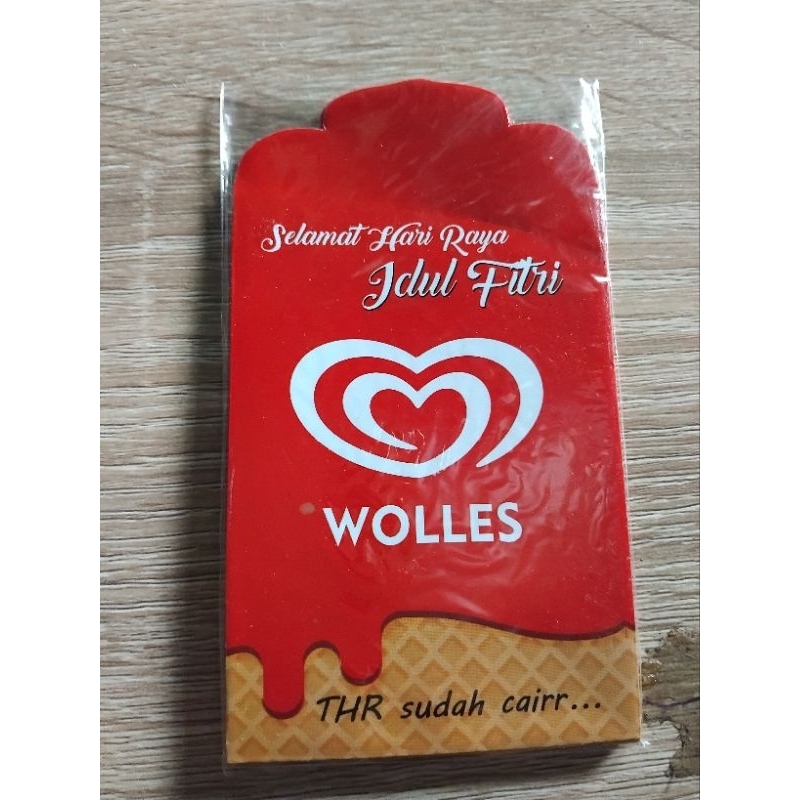 Selamat Hari Raya
Idul Fitri
WOLLES
THR sudah cairr...